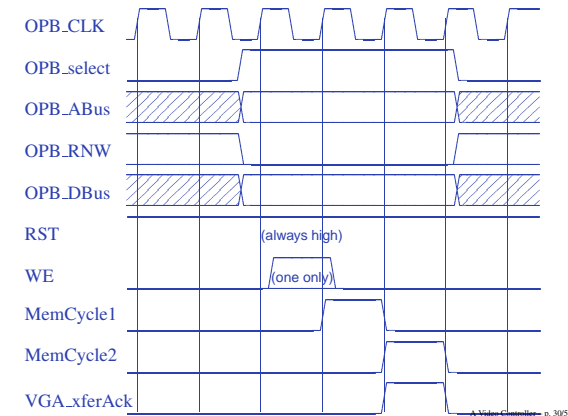 OPB_CLK
OPB_select
OPB_ABus
OPB_RNW
OPB_DBus
RST (always high)
WE (one only)
MemCycle1
MemCycle2
VGA_xferAck
A Video Controller – p. 30/5